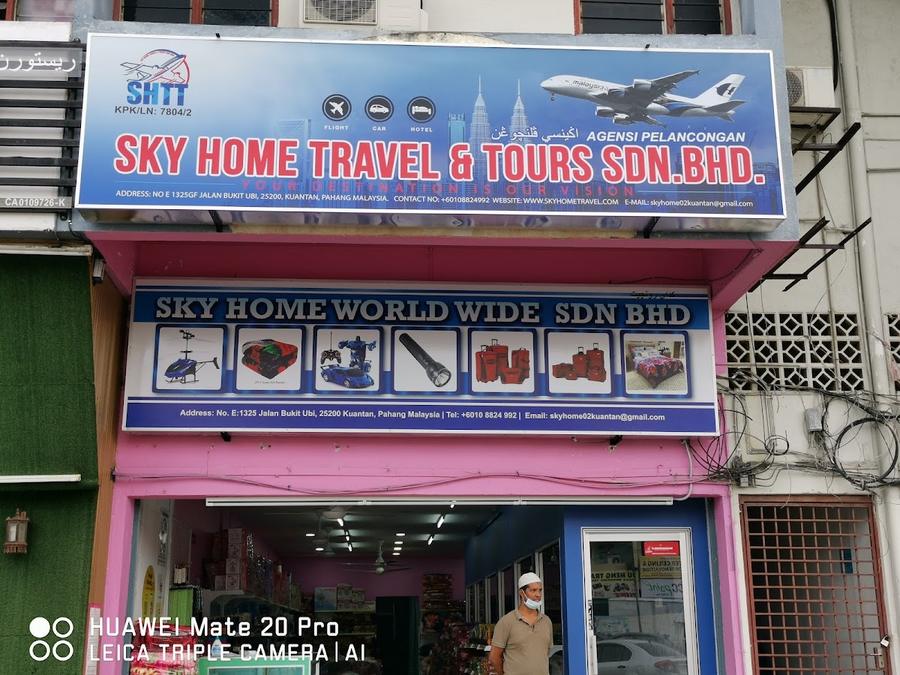 ريستورن
CA0109726-K
SHTT
KPK/LN: 7804/2
FLIGHT
CAR
HOTEL
malaysia
اݢينسي ڤلنچوڠن
AGENSI PELANCONGAN
SKY HOME TRAVEL & TOURS SDN.BHD.
YOUR DESTINATION IS OUR VISION
ADDRESS: NO E 1325GF JALAN BUKIT UBI, 25200, KUANTAN, PAHANG MALAYSIA. CONTACT NO; +60108824992 WEBSITE: WWW.SKYHOMETRAVEL.COM E-MAIL: skyhome02kuantan@gmail.com
SKY HOME WORLD WIDE SDN BHD
Address: No. E:1325 Jalan Bukit Ubi, 25200 Kuantan, Pahang Malaysia | Tel: +6010 8824 992 | Email: skyhome02kuantan@gmail.com
HUAWEI Mate 20 Pro
LEICA TRIPLE CAMERA | AI